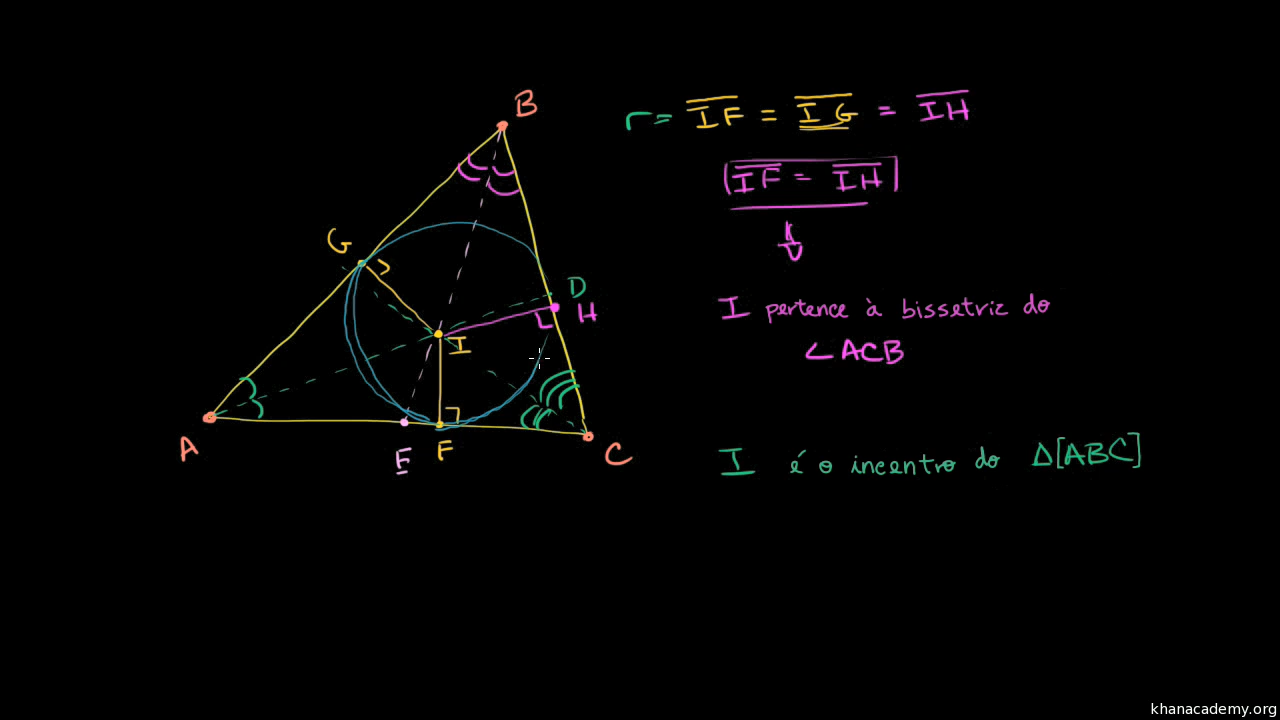 B
r = IF = IG = IH
IF = IH
G
D
H
I pertence à bissetriz do
∠ACB
I
A
E
F
C
I é o incentro do Δ[ABC]
khanacademy.org